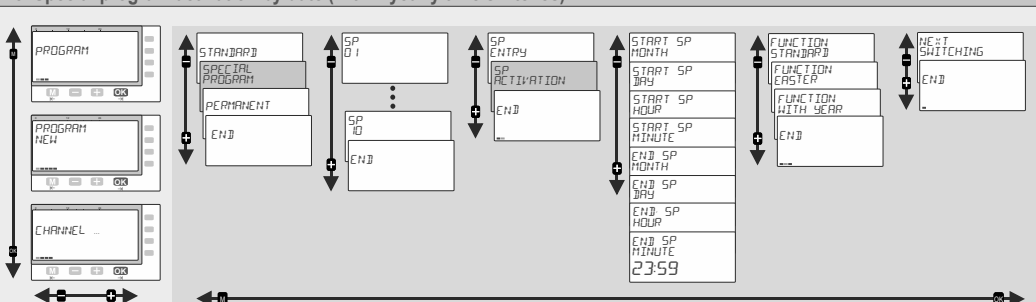 PROGRAM
M − + OK
PROGRAM
NEW
M − + OK
CHANNEL ...
M − + OK
STANDARD
SPECIAL
PROGRAM
PERMANENT
END
SP
01
SP
10
END
SP
ENTRY
SP
ACTIVATION
END
START SP
MONTH
START SP
DAY
START SP
HOUR
START SP
MINUTE
END SP
MONTH
END SP
DAY
END SP
HOUR
END SP
MINUTE
23:59
FUNCTION
STANDARD
FUNCTION
EASTER
FUNCTION
WITH YEAR
END
NEXT
SWITCHING
END
M
OK